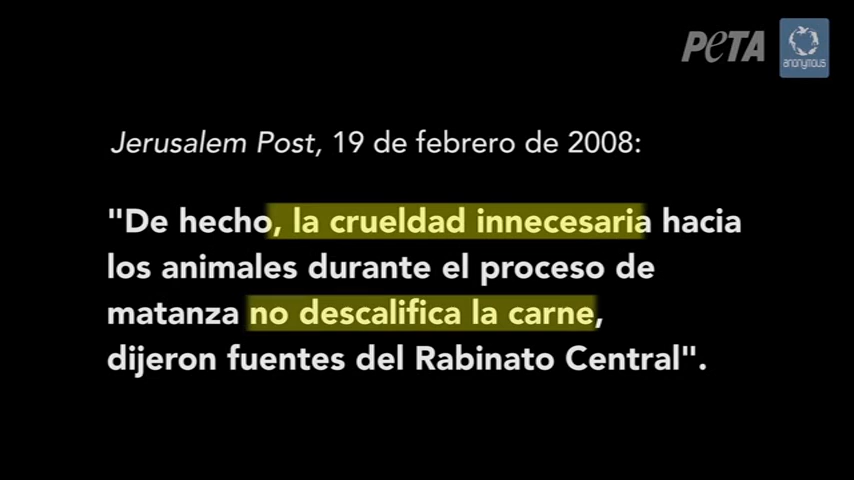 PETA
anonymous
Jerusalem Post, 19 de febrero de 2008:
"De hecho, la crueldad innecesaria hacia
los animales durante el proceso de
matanza no descalifica la carne,
dijeron fuentes del Rabinato Central".